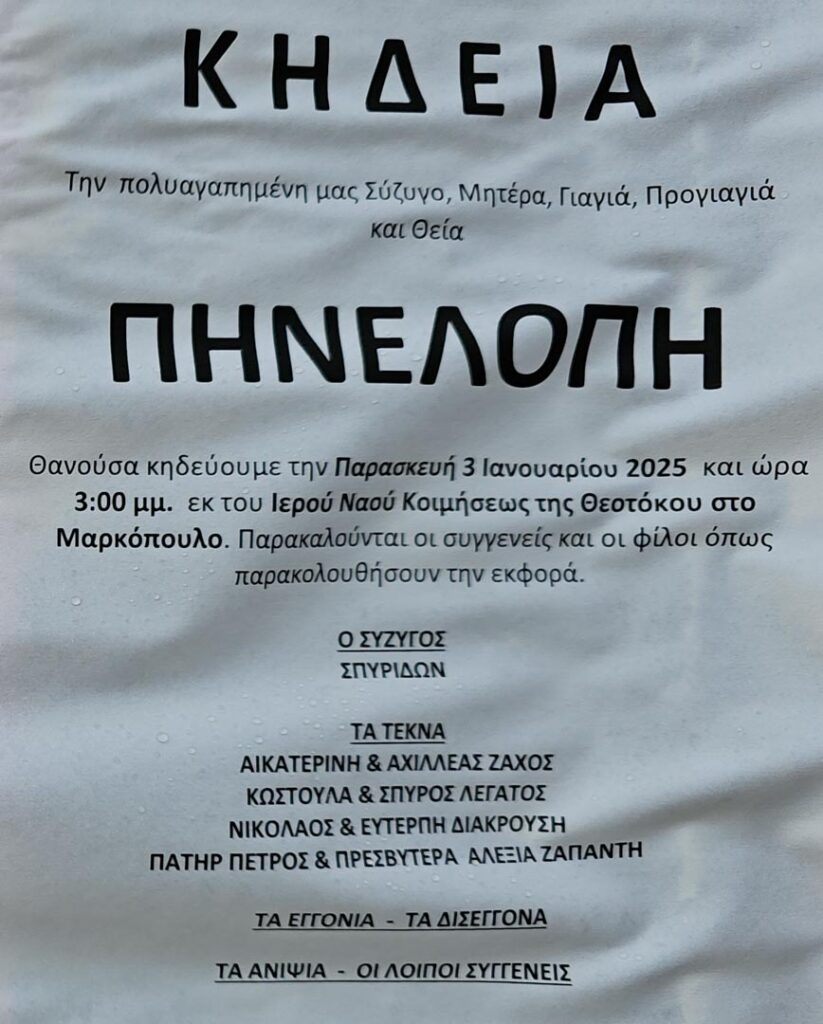 ΚΗΔΕΙΑ
Την πολυαγαπημένη μας Σύζυγο, Μητέρα, Γιαγιά, Προγιαγιά
και Θεία
ΠΗΝΕΛΟΠΗ
Θανούσα κηδεύουμε την Παρασκευή 3 Ιανουαρίου 2025 και ώρα
3:00 μμ. εκ του Ιερού Ναού Κοιμήσεως της Θεοτόκου στο
Μαρκόπουλο. Παρακαλούνται οι συγγενείς και οι φίλοι όπως
παρακολουθήσουν την εκφορά.
Ο ΣΥΖΥΓΟΣ
ΣΠΥΡΙΔΩΝ
ΤΑ ΤΕΚΝΑ
ΑΙΚΑΤΕΡΙΝΗ & ΑΧΙΛΛΕΑΣ ΖΑΧΟΣ
ΚΩΣΤΟΥΛΑ & ΣΠΥΡΟΣ ΛΕΓΑΤΟΣ
ΝΙΚΟΛΑΟΣ & ΕΥΤΕΡΠΗ ΔΙΑΚΡΟΥΣΗ
ΠΑΤΗΡ ΠΕΤΡΟΣ & ΠΡΕΣΒΥΤΕΡΑ ΑΛΕΞΙΑ ΖΑΠΑΝΤΗ
ΤΑ ΕΓΓΟΝΙΑ - ΤΑ ΔΙΣΕΓΓΟΝΑ
ΤΑ ΑΝΙΨΙΑ - ΟΙ ΛΟΙΠΟΙ ΣΥΓΓΕΝΕΙΣ